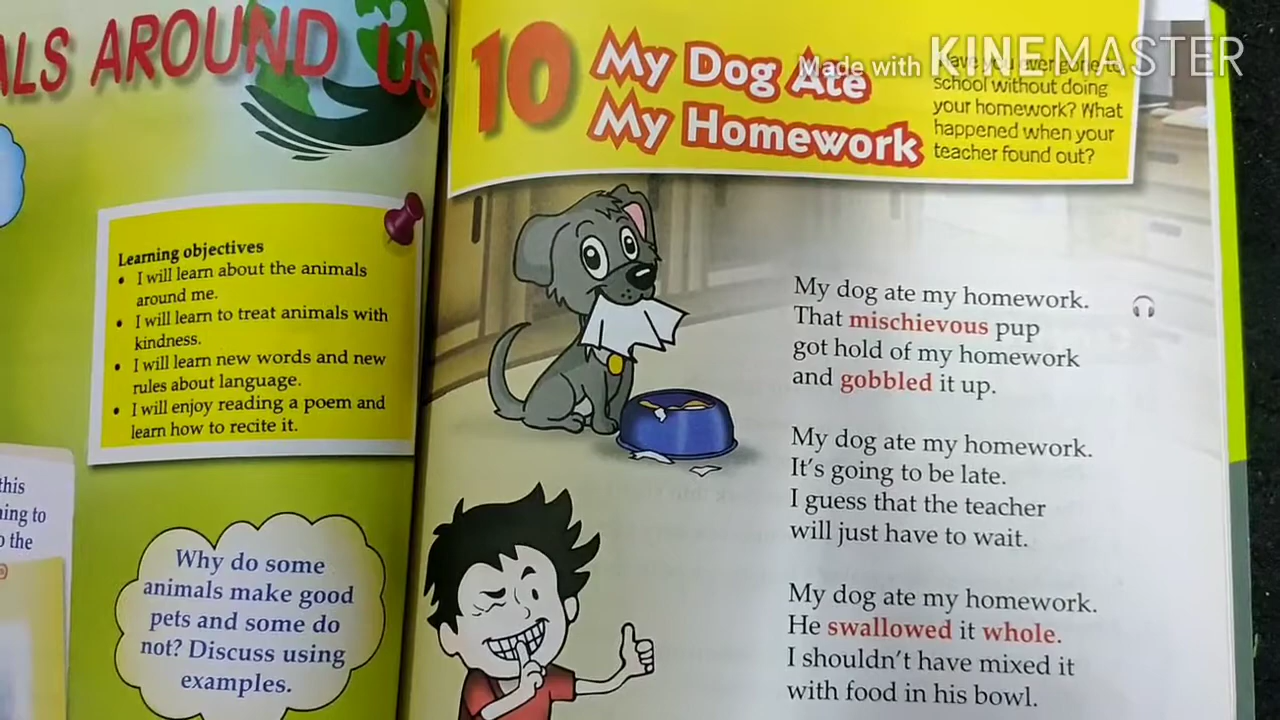 ALS AROUND US
Learning objectives
• I will learn about the animals
around me.
• I will learn to treat animals with
kindness.
• I will learn new words and new
rules about language.
• I will enjoy reading a poem and
learn how to recite it.
this
to
the
Why do some
animals make good
pets and some do
not? Discuss using
examples.
10
My Dog Ate
My Homework
Made with KINEMASTER
Have you ever gone to
school without doing
your homework? What
happened when your
teacher found out?
My dog ate my homework.
That mischievous pup
got hold of my homework
and gobbled it up.
My dog ate my homework.
It's going to be late.
I guess that the teacher
will just have to wait.
My dog ate my homework.
He swallowed it whole.
I shouldn't have mixed it
with food in his bowl.